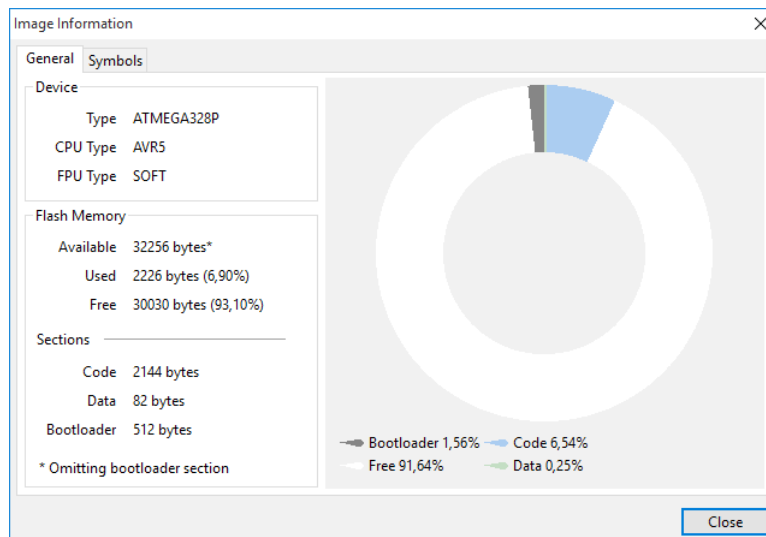 Image Information
General Symbols
Device
Type ATMEGA328P
CPU Type AVR5
FPU Type SOFT
Flash Memory
Available 32256 bytes*
Used 2226 bytes (6,90%)
Free 30030 bytes (93,10%)
Sections
Code 2144 bytes
Data 82 bytes
Bootloader 512 bytes
* Omitting bootloader section
Bootloader 1,56% Code 6,54%
Free 91,64% Data 0,25%
Close